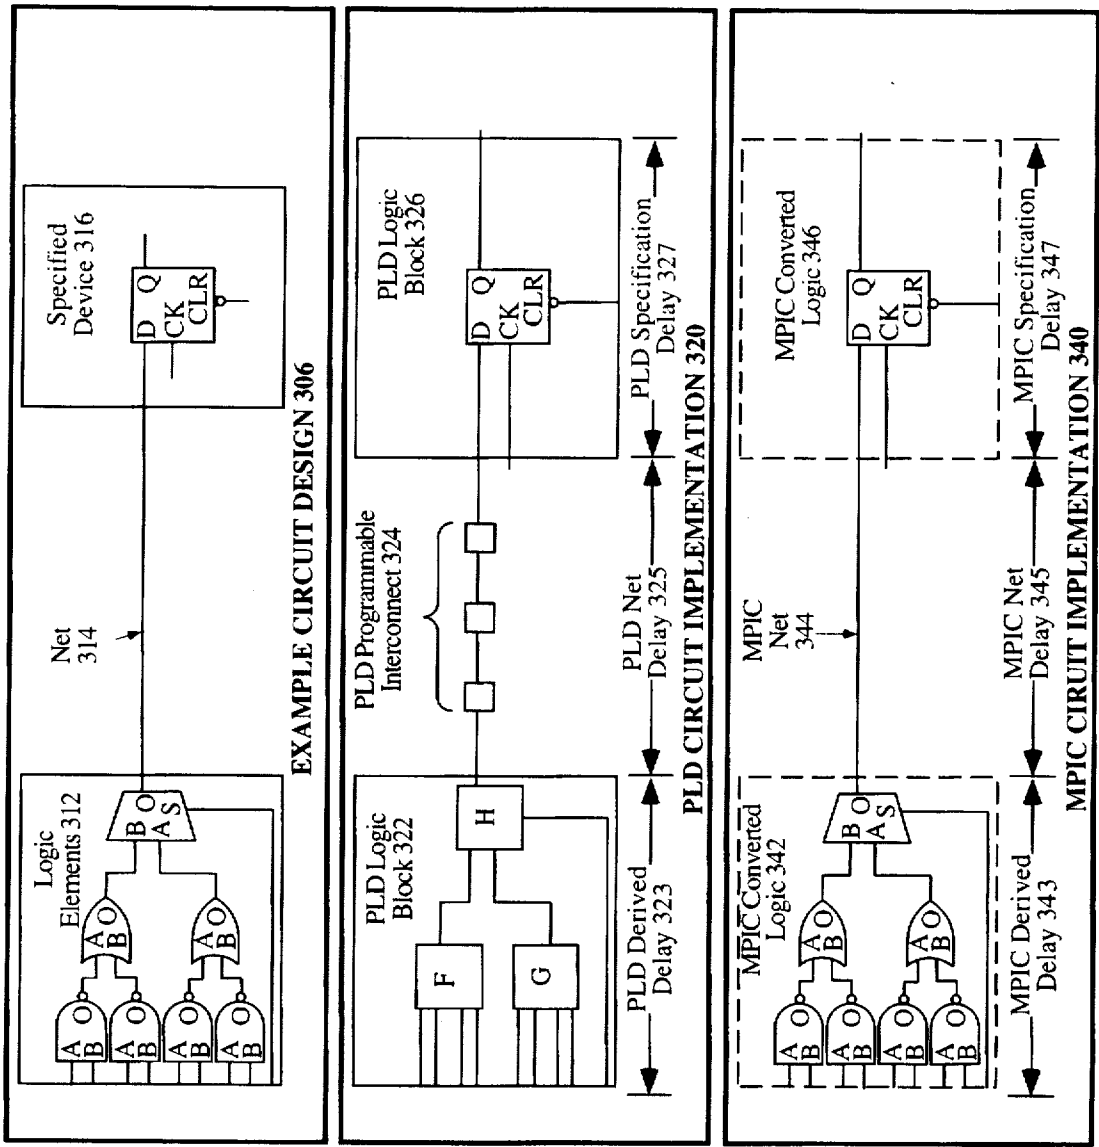 Logic
Elements 312
A
B
O
A
B
O
A
B
O
A
B
O
A
B
O
A
B
O
B
A
O
S
Net
314
Specified
Device 316
D
Q
CK
CLR
EXAMPLE CIRCUIT DESIGN 306
PLD Logic
Block 322
F
G
H
PLD Programmable
Interconnect 324
PLD Logic
Block 326
D
Q
CK
CLR
PLD Derived
Delay 323
PLD Net
Delay 325
PLD Specification
Delay 327
PLD CIRCUIT IMPLEMENTATION 320
MPIC Converted
Logic 342
A
B
O
A
B
O
A
B
O
A
B
O
A
B
O
A
B
O
B
A
O
S
MPIC
Net
344
MPIC Converted
Logic 346
D
Q
CK
CLR
MPIC Derived
Delay 343
MPIC Net
Delay 345
MPIC Specification
Delay 347
MPIC CIRUIT IMPLEMENTATION 340